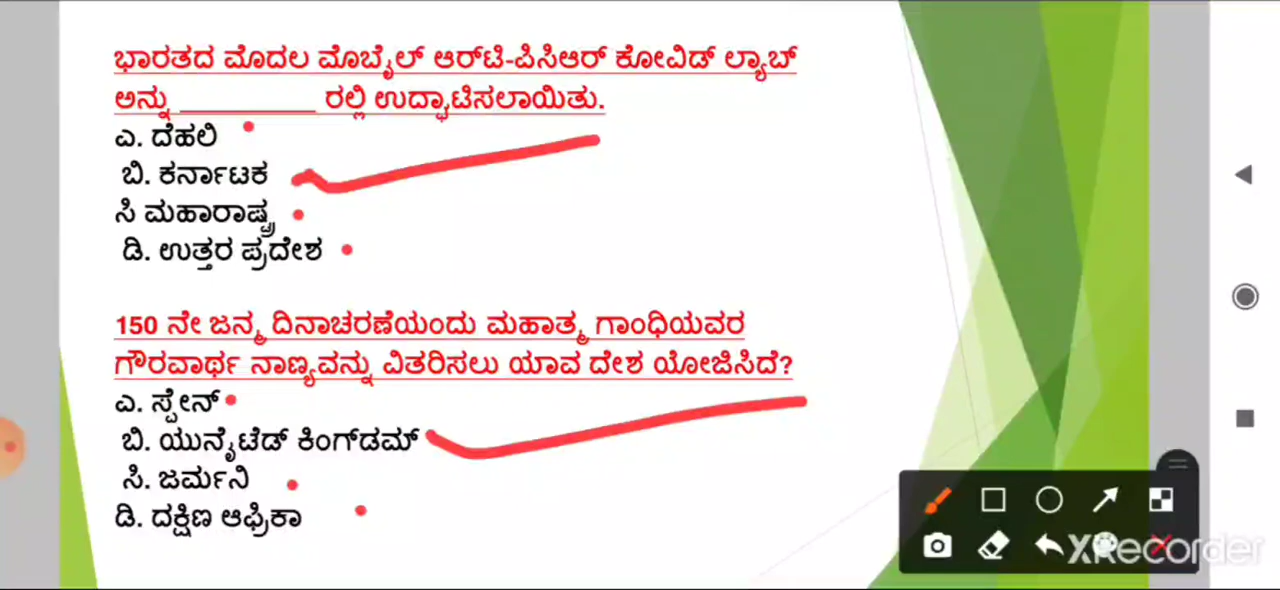 ಭಾರತದ ಮೊದಲ ಮೊಬೈಲ್ ಆರ್‌ಟಿ-ಪಿಸಿಆರ್ ಕೋವಿಡ್ ಲ್ಯಾಬ್
ಅನ್ನು __________ ರಲ್ಲಿ ಉದ್ಘಾಟಿಸಲಾಯಿತು.
ಎ. ದೆಹಲಿ
ಬಿ. ಕರ್ನಾಟಕ
ಸಿ ಮಹಾರಾಷ್ಟ್ರ
ಡಿ. ಉತ್ತರ ಪ್ರದೇಶ
150 ನೇ ಜನ್ಮ ದಿನಾಚರಣೆಯಂದು ಮಹಾತ್ಮ ಗಾಂಧಿಯವರ
ಗೌರವಾರ್ಥ ನಾಣ್ಯವನ್ನು ವಿತರಿಸಲು ಯಾವ ದೇಶ ಯೋಜಿಸಿದೆ?
ಎ. ಸ್ಪೇನ್
ಬಿ. ಯುನೈಟೆಡ್ ಕಿಂಗ್‌ಡಮ್
ಸಿ. ಜರ್ಮನಿ
ಡಿ. ದಕ್ಷಿಣ ಆಫ್ರಿಕಾ
XRecorder